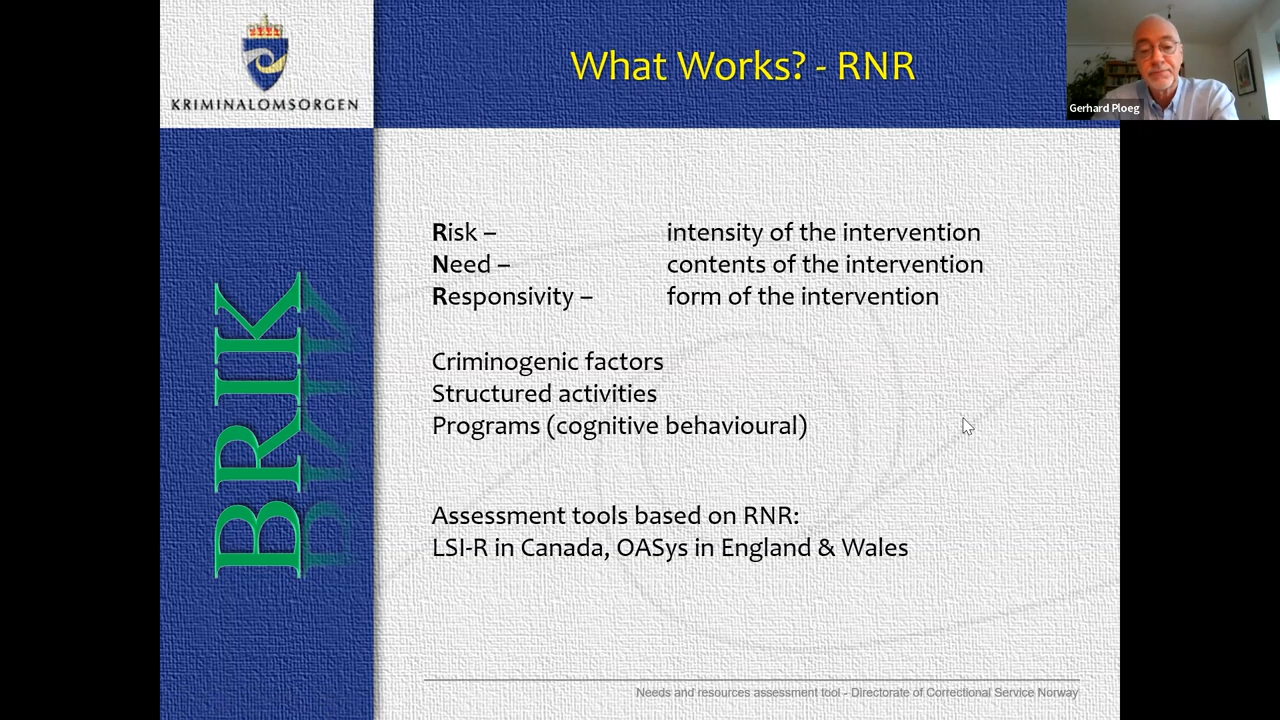 KRIMINALOMSORGEN
What Works? - RNR
Gerhard Ploeg
BRIK
Risk – intensity of the intervention
Need – contents of the intervention
Responsivity – form of the intervention
Criminogenic factors
Structured activities
Programs (cognitive behavioural)
Assessment tools based on RNR:
LSI-R in Canada, OASys in England & Wales
Needs and resources assessment tool - Directorate of Correctional Service Norway